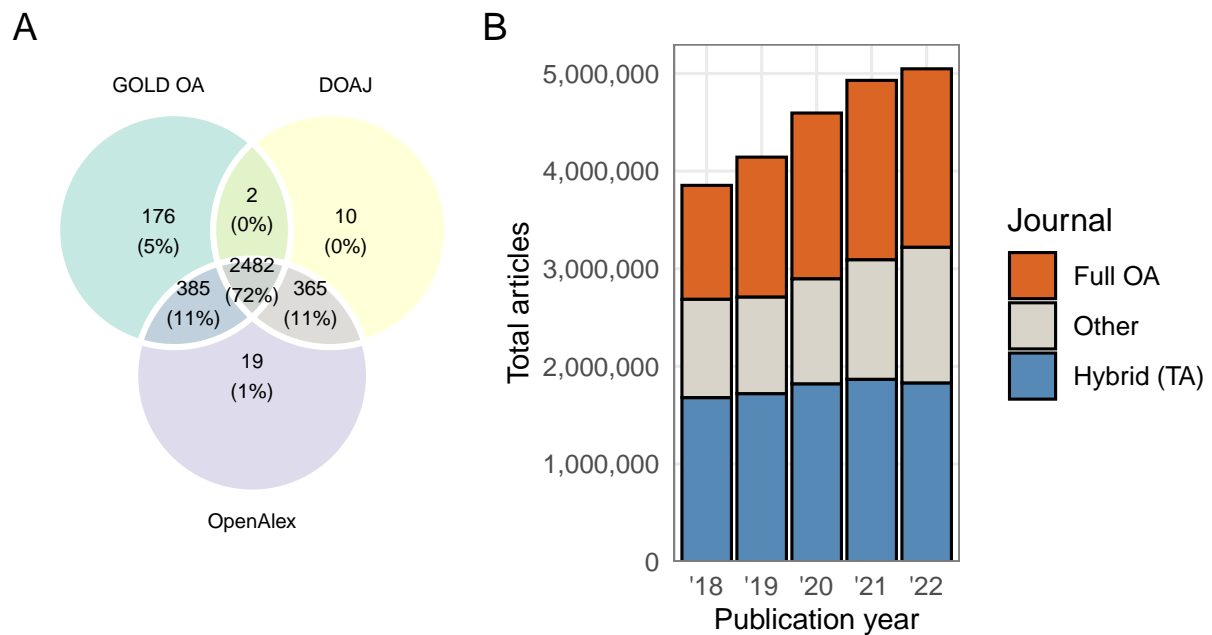 A
GOLD OA
DOAJ
2
(0%)
176
(5%)
10
(0%)
2482
(72%)
385
(11%)
365
(11%)
19
(1%)
OpenAlex
B
Total articles
5,000,000
4,000,000
3,000,000
2,000,000
1,000,000
0
'18 '19 '20 '21 '22
Publication year
Journal
Full OA
Other
Hybrid (TA)